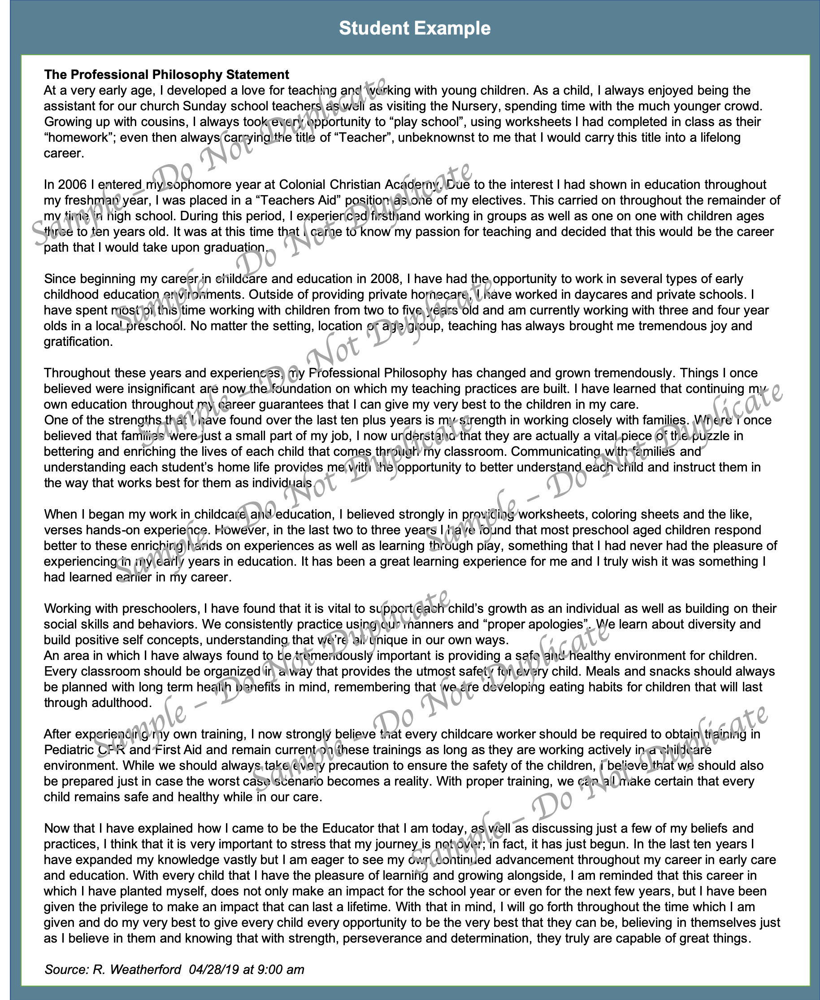 Student Example
The Professional Philosophy Statement
At a very early age, I developed a love for teaching and working with young children. As a child, I always enjoyed being the
assistant for our church Sunday school teachers as well as visiting the Nursery, spending time with the much younger crowd.
Growing up with cousins, I always took every opportunity to “play school”, using worksheets I had completed in class as their
“homework”; even then always carrying the title of “Teacher”, unbeknownst to me that I would carry this title into a lifelong
career.
In 2006 I entered my sophomore year at Colonial Christian Academy. Due to the interest I had shown in education throughout
my freshman year, I was placed in a “Teachers Aid” position as one of my electives. This carried on throughout the remainder of
my time in high school. During this period, I experienced firsthand working in groups as well as one on one with children ages
three to ten years old. It was at this time that I came to know my passion for teaching and decided that this would be the career
path that I would take upon graduation.
Since beginning my career in childcare and education in 2008, I have had the opportunity to work in several types of early
childhood education environments. Outside of providing private homecare, I have worked in daycares and private schools. I
have spent most of this time working with children from two to five years old and am currently working with three and four year
olds in a local preschool. No matter the setting, location or age group, teaching has always brought me tremendous joy and
gratification.
Throughout these years and experiences, my Professional Philosophy has changed and grown tremendously. Things I once
believed were insignificant are now the foundation on which my teaching practices are built. I have learned that continuing my
own education throughout my career guarantees that I can give my very best to the children in my care.
One of the strengths that I have found over the last ten plus years is my strength in working closely with families. Where I once
believed that families were just a small part of my job, I now understand that they are actually a vital piece of the puzzle in
bettering and enriching the lives of each child that comes through my classroom. Communicating with families and
understanding each student’s home life provides me with the opportunity to better understand each child and instruct them in
the way that works best for them as individuals.
When I began my work in childcare and education, I believed strongly in providing worksheets, coloring sheets and the like,
verses hands-on experience. However, in the last two to three years I have found that most preschool aged children respond
better to these enriching hands on experiences as well as learning through play, something that I had never had the pleasure of
experiencing in my early years in education. It has been a great learning experience for me and I truly wish it was something I
had learned earlier in my career.
Working with preschoolers, I have found that it is vital to support each child’s growth as an individual as well as building on their
social skills and behaviors. We consistently practice using our manners and “proper apologies”. We learn about diversity and
build positive self concepts, understanding that we’re all unique in our own ways.
An area in which I have always found to be tremendously important is providing a safe and healthy environment for children.
Every classroom should be organized in a way that provides the utmost safety for every child. Meals and snacks should always
be planned with long term health benefits in mind, remembering that we are developing eating habits for children that will last
through adulthood.
After experiencing my own training, I now strongly believe that every childcare worker should be required to obtain training in
Pediatric CPR and First Aid and remain current on these trainings as long as they are working actively in a childcare
environment. While we should always take every precaution to ensure the safety of the children, I believe that we should also
be prepared just in case the worst case scenario becomes a reality. With proper training, we can all make certain that every
child remains safe and healthy while in our care.
Now that I have explained how I came to be the Educator that I am today, as well as discussing just a few of my beliefs and
practices, I think that it is very important to stress that my journey is not over; in fact, it has just begun. In the last ten years I
have expanded my knowledge vastly but I am eager to see my own continued advancement throughout my career in early care
and education. With every child that I have the pleasure of learning and growing alongside, I am reminded that this career in
which I have planted myself, does not only make an impact for the school year or even for the next few years, but I have been
given the privilege to make an impact that can last a lifetime. With that in mind, I will go forth throughout the time which I am
given and do my very best to give every child every opportunity to be the very best that they can be, believing in themselves just
as I believe in them and knowing that with strength, perseverance and determination, they truly are capable of great things.
Source: R. Weatherford 04/28/19 at 9:00 am
Sample – Do Not Duplicate
Sample – Do Not Duplicate
Sample – Do Not Duplicate
Sample – Do Not Duplicate
Sample – Do Not Duplicate
Sample – Do Not Duplicate
Sample – Do Not Duplicate
Sample – Do Not Duplicate